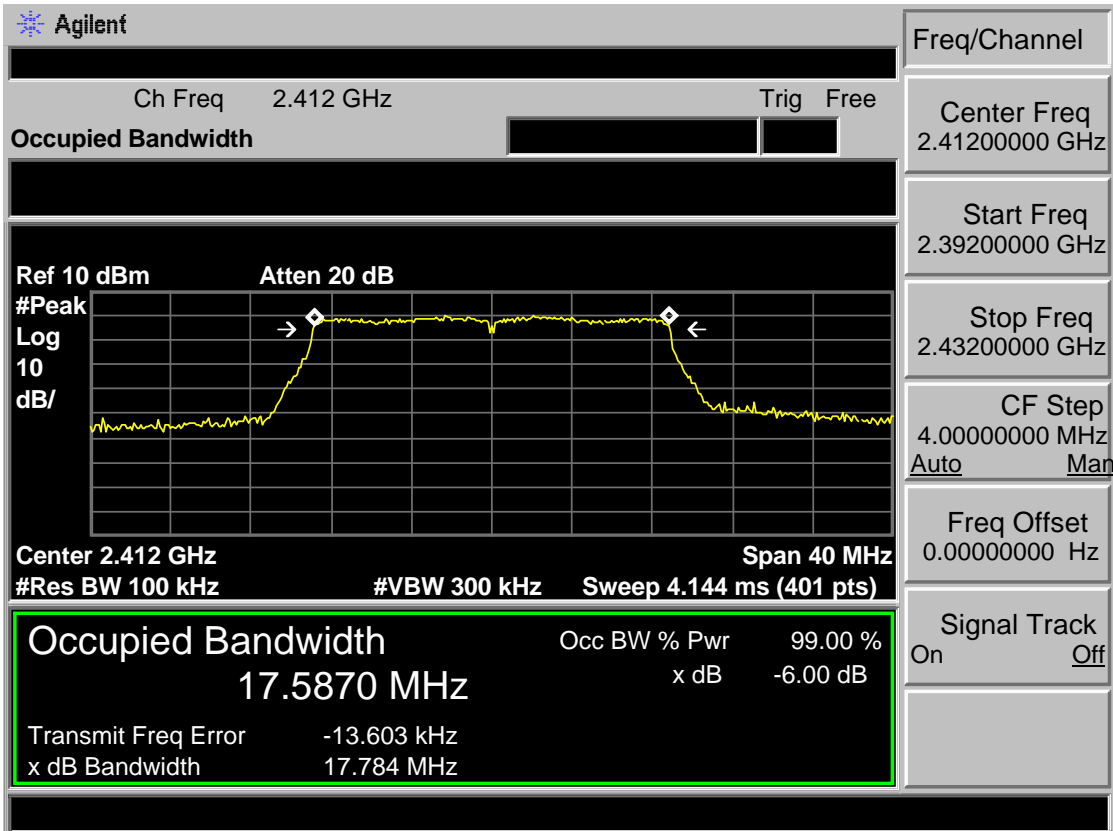 Agilent
Freq/Channel
Ch Freq 2.412 GHz Trig Free
Occupied Bandwidth
Center Freq
2.41200000 GHz
Start Freq
2.39200000 GHz
Stop Freq
2.43200000 GHz
CF Step
4.00000000 MHz
Auto Man
Freq Offset
0.00000000 Hz
Signal Track
On Off
Ref 10 dBm Atten 20 dB
#Peak
Log
10
dB/
Center 2.412 GHz Span 40 MHz
#Res BW 100 kHz #VBW 300 kHz Sweep 4.144 ms (401 pts)
Occupied Bandwidth Occ BW % Pwr 99.00 %
17.5870 MHz x dB -6.00 dB
Transmit Freq Error -13.603 kHz
x dB Bandwidth 17.784 MHz